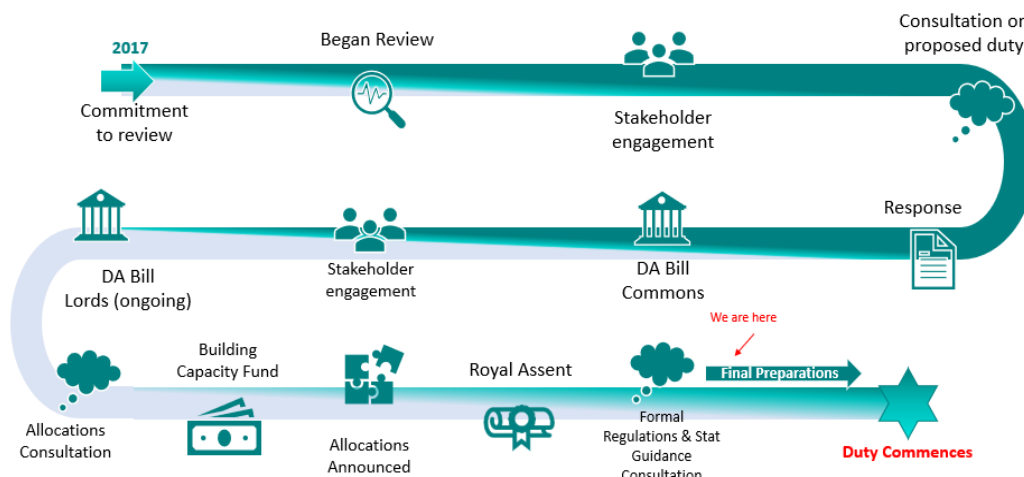 2017
Commitment
to review
Began Review
Stakeholder
engagement
Consultation on
proposed duty
Response
DA Bill
Commons
Stakeholder
engagement
DA Bill
Lords (ongoing)
Allocations
Consultation
Building
Capacity Fund
Allocations
Announced
Royal Assent
Formal
Regulations & Stat
Guidance
Consultation
We are here
Final Preparations
Duty Commences